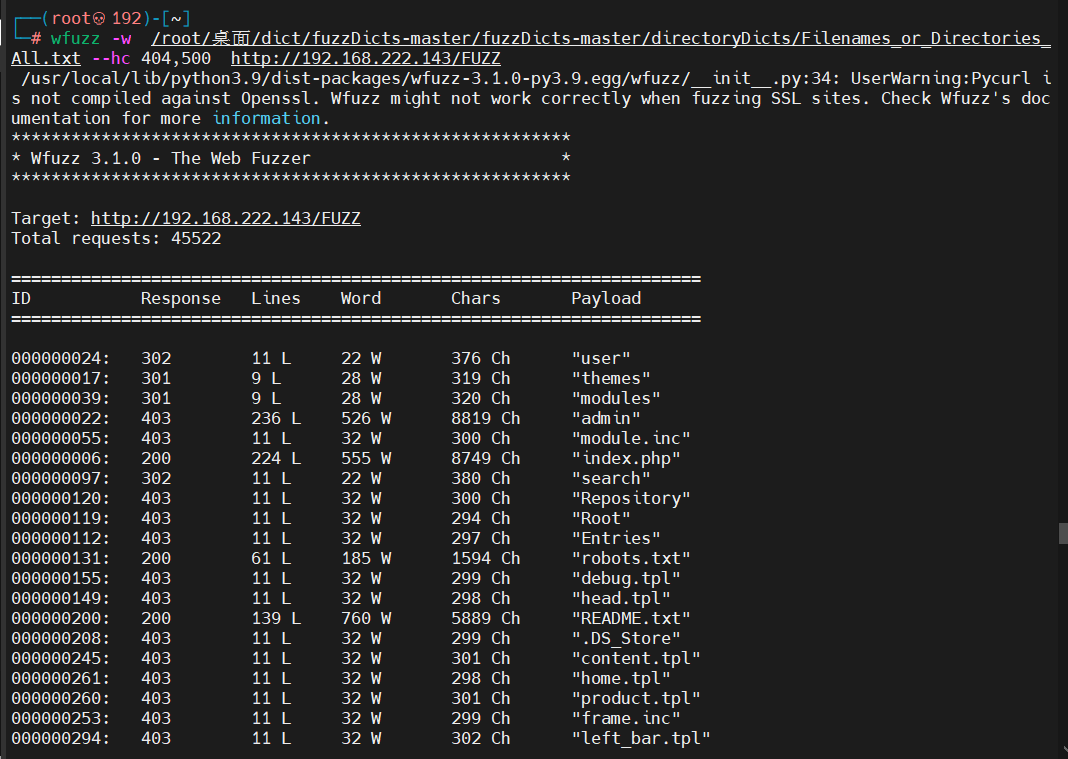 ┌──(root💀192)-[~]
└─# wfuzz -w  /root/桌面/dict/fuzzDicts-master/fuzzDicts-master/directoryDicts/Filenames_or_Directories_
All.txt --hc 404,500  http://192.168.222.143/FUZZ
 /usr/local/lib/python3.9/dist-packages/wfuzz-3.1.0-py3.9.egg/wfuzz/__init__.py:34: UserWarning:Pycurl i
s not compiled against Openssl. Wfuzz might not work correctly when fuzzing SSL sites. Check Wfuzz's doc
umentation for more information.
********************************************************
* Wfuzz 3.1.0 - The Web Fuzzer                         *
********************************************************

Target: http://192.168.222.143/FUZZ
Total requests: 45522

=====================================================================
ID           Response   Lines    Word       Chars       Payload
=====================================================================

000000024:   302        11 L     22 W       376 Ch      "user"
000000017:   301        9 L      28 W       319 Ch      "themes"
000000039:   301        9 L      28 W       320 Ch      "modules"
000000022:   403        236 L    526 W      8819 Ch     "admin"
000000055:   403        11 L     32 W       300 Ch      "module.inc"
000000006:   200        224 L    555 W      8749 Ch     "index.php"
000000097:   302        11 L     22 W       380 Ch      "search"
000000120:   403        11 L     32 W       300 Ch      "Repository"
000000119:   403        11 L     32 W       294 Ch      "Root"
000000112:   403        11 L     32 W       297 Ch      "Entries"
000000131:   200        61 L     185 W      1594 Ch     "robots.txt"
000000155:   403        11 L     32 W       299 Ch      "debug.tpl"
000000149:   403        11 L     32 W       298 Ch      "head.tpl"
000000200:   200        139 L    760 W      5889 Ch     "README.txt"
000000208:   403        11 L     32 W       299 Ch      ".DS_Store"
000000245:   403        11 L     32 W       301 Ch      "content.tpl"
000000261:   403        11 L     32 W       298 Ch      "home.tpl"
000000260:   403        11 L     32 W       301 Ch      "product.tpl"
000000253:   403        11 L     32 W       299 Ch      "frame.inc"
000000294:   403        11 L     32 W       302 Ch      "left_bar.tpl"